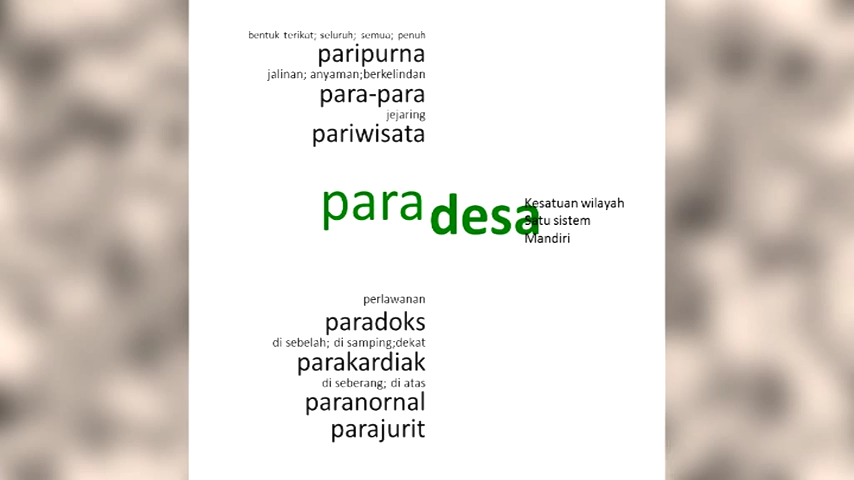 bentuk terikat; seluruh; semua; penuh
paripurna
jalinan; anyaman;berkelindan
para-para
jejaring
pariwisata
para desa
Kesatuan wilayah
Satu sistem
Mandiri
perlawanan
paradoks
di sebelah; di samping;dekat
parakardiak
di seberang; di atas
paranornal
parajurit